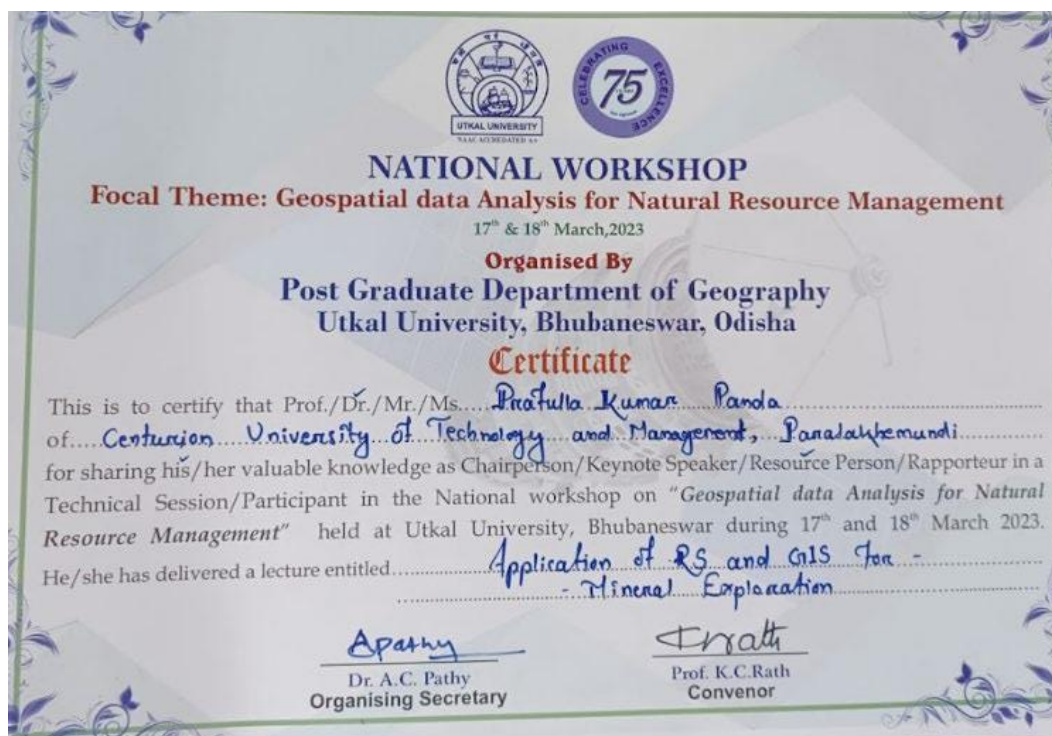 UTKAL UNIVERSITY
NAAC ACCREDITATED A+
CELEBRATING EXCELLENCE
75
NATIONAL WORKSHOP
Focal Theme: Geospatial data Analysis for Natural Resource Management
17th & 18th March,2023
Organised By
Post Graduate Department of Geography
Utkal University, Bhubaneswar, Odisha
Certificate
This is to certify that Prof./Dr./Mr./Ms.....Prafulla Kumar Panda
of....Centurion University of Technology and Management, Paralakhemundi
for sharing his/her valuable knowledge as Chairperson/Keynote Speaker/Resource Person/Rapporteur in a
Technical Session/Participant in the National workshop on "Geospatial data Analysis for Natural
Resource Management" held at Utkal University, Bhubaneswar during 17th and 18th March 2023.
He/she has delivered a lecture entitled.....Application of RS and GIS for -
- Mineral Exploration
Apathy
Dr. A.C. Pathy
Organising Secretary
Prof. K.C.Rath
Convenor